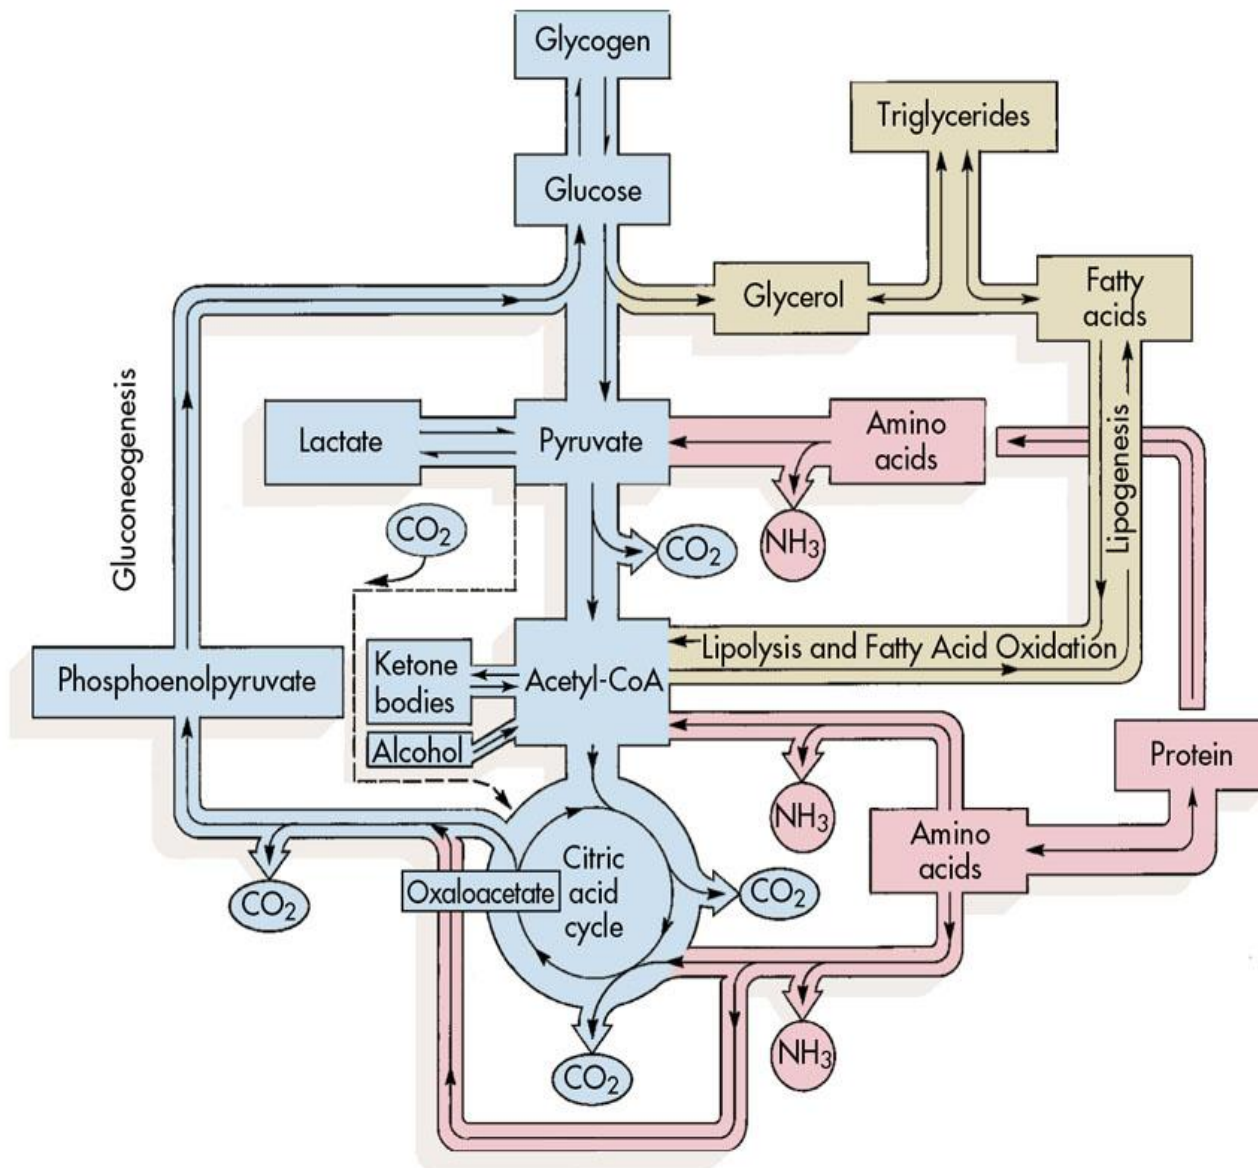 Glycogen
Triglycerides
Glucose
Glycerol
Fatty
acids
Gluconeogenesis
Lactate
Pyruvate
Amino
acids
Lipogenesis
CO₂
CO₂
NH₃
Phosphoenolpyruvate
Ketone
bodies
Acetyl-CoA
Lipolysis and Fatty Acid Oxidation
Alcohol
Protein
NH₃
Amino
acids
Citric
acid
cycle
Oxaloacetate
CO₂
CO₂
NH₃
CO₂